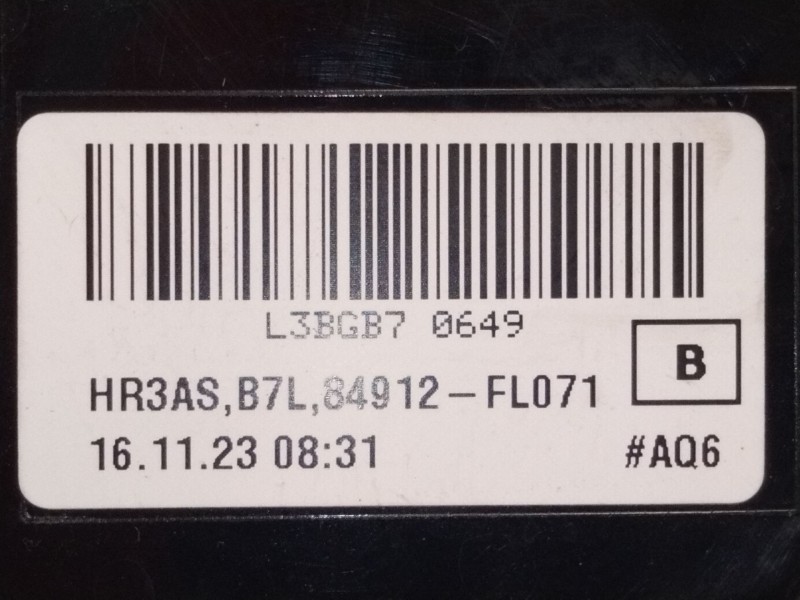 L3BGB7 0649
B
HR3AS,B7L,84912-FL071
16.11.23 08:31
#AQ6